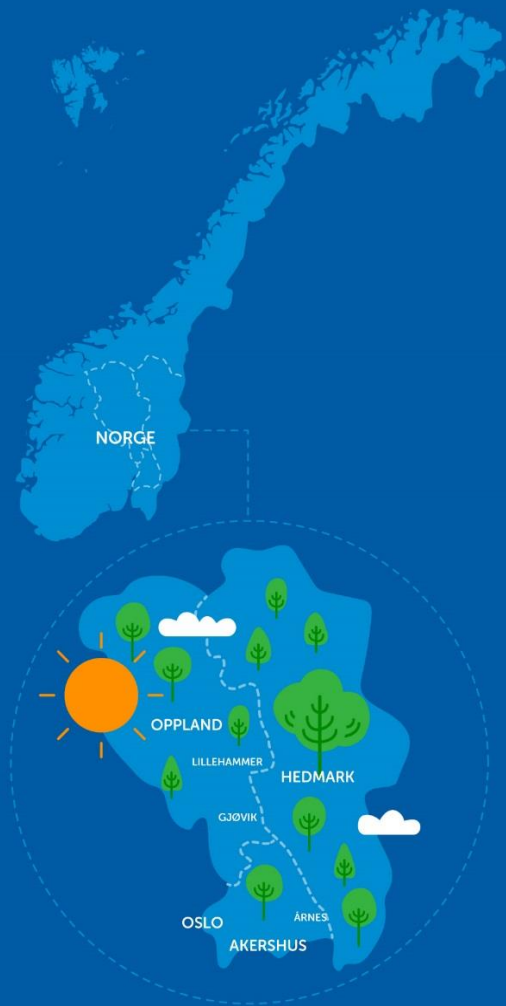 NORGE
OPPLAND
LILLEHAMMER
HEDMARK
GJØVIK
OSLO
ÅRNES
AKERSHUS